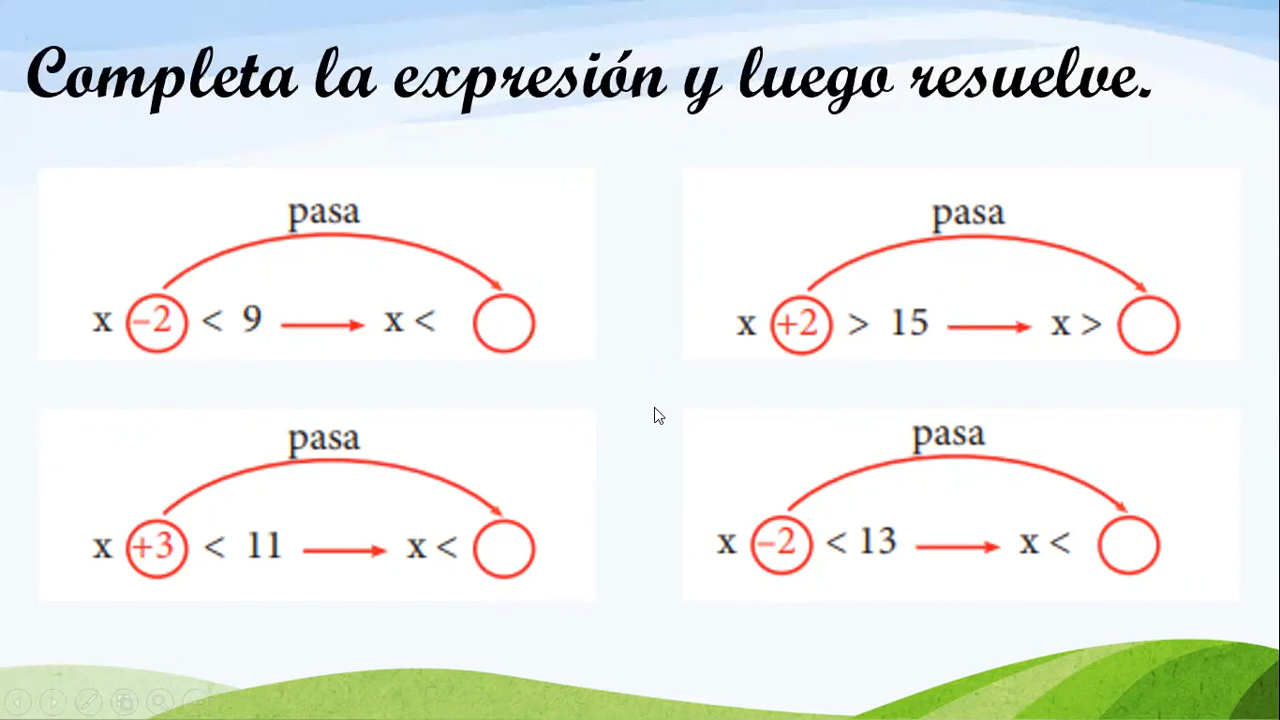 Completa la expresión y luego resuelve.
pasa
x −2 < 9 ⟶ x <
pasa
x +2 > 15 ⟶ x >
pasa
x +3 < 11 ⟶ x <
pasa
x −2 < 13 ⟶ x <